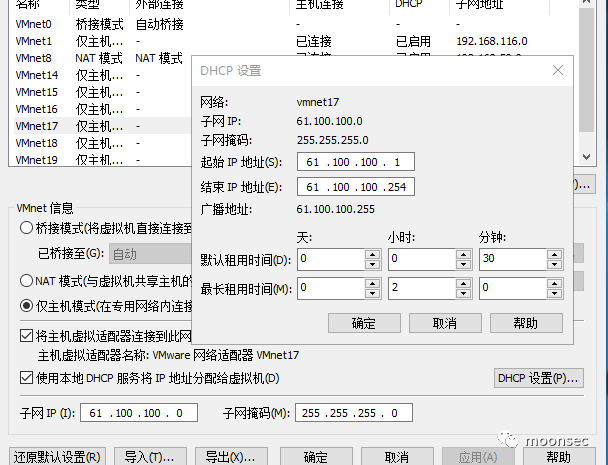 名称 类型 外部连接 主机连接 DHCP 子网地址
VMnet0 桥接模式 自动桥接 - - -
VMnet1 仅主机... - 已连接 已启用 192.168.116.0
VMnet8 NAT 模式 NAT 模式 已连接 已启用
VMnet14 仅主机... -
VMnet15 仅主机... -
VMnet16 仅主机... -
VMnet17 仅主机... -
VMnet18 仅主机... -
VMnet19 仅主机... -
DHCP 设置
网络: vmnet17
子网 IP: 61.100.100.0
子网掩码: 255.255.255.0
起始 IP 地址(S): 61 .100 .100 . 1
结束 IP 地址(E): 61 .100 .100 .254
广播地址: 61.100.100.255
天: 小时: 分钟:
默认租用时间(D): 0 0 30
最长租用时间(M): 0 2 0
确定 取消 帮助
VMnet 信息
桥接模式(将虚拟机直接连接到
已桥接至(G): 自动
NAT 模式(与虚拟机共享主机的
仅主机模式(在专用网络内连接
将主机虚拟适配器连接到此网
主机虚拟适配器名称: VMware 网络适配器 VMnet17
使用本地 DHCP 服务将 IP 地址分配给虚拟机(D)
DHCP 设置(P)...
子网 IP (I): 61 .100 .100 . 0 子网掩码(M): 255 .255 .255 . 0
还原默认设置(R) 导入(T)... 导出(X)... 确定 取消 应用(A) 帮助
moonsec